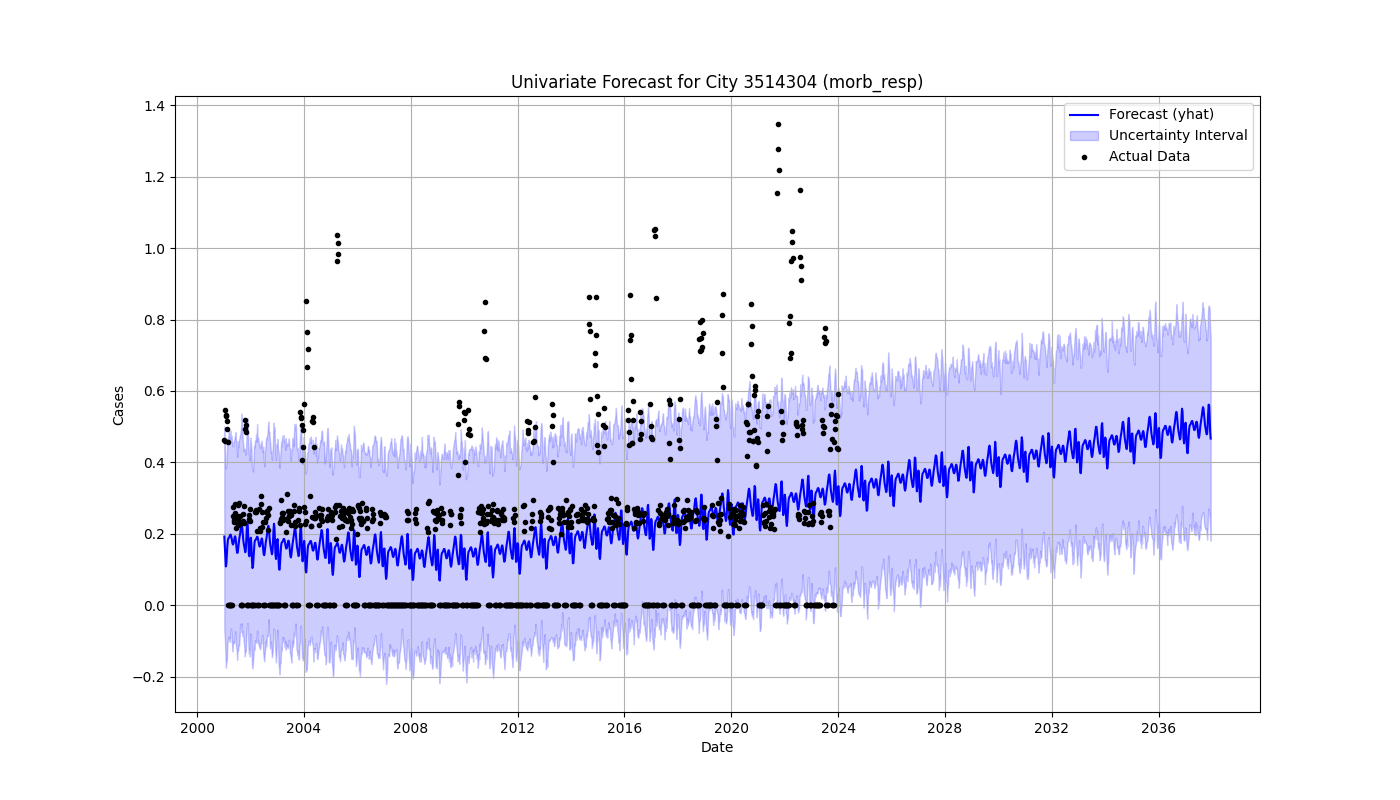 Univariate Forecast for City 3514304 (morb_resp)
Forecast (yhat)
Uncertainty Interval
Actual Data
Cases
1.4
1.2
1.0
0.8
0.6
0.4
0.2
0.0
−0.2
2000 2004 2008 2012 2016 2020 2024 2028 2032 2036
Date